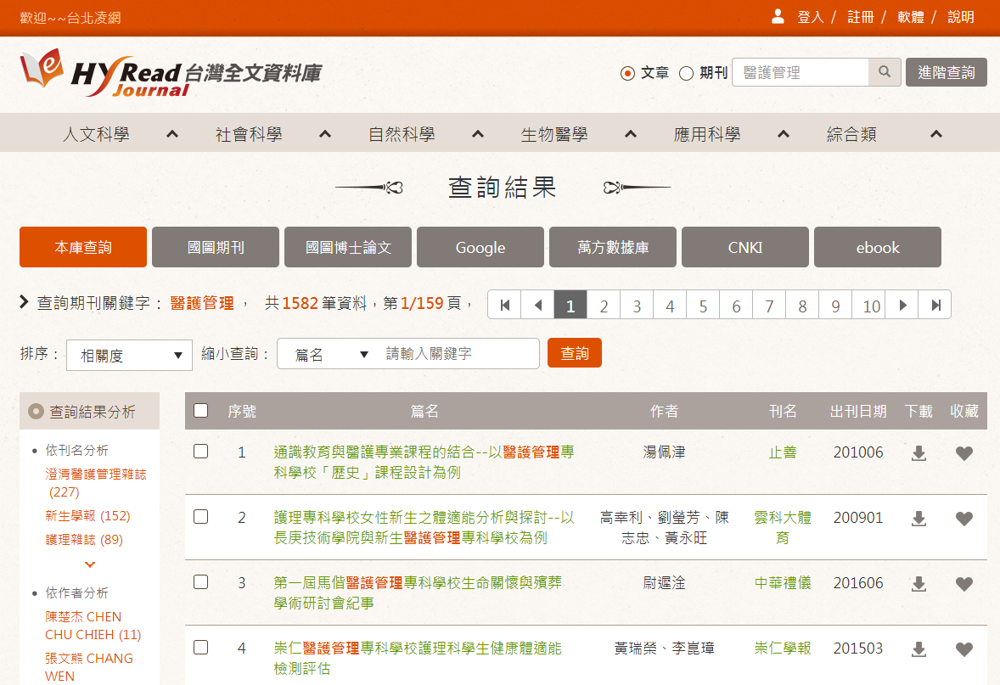 歡迎~~台北凌網
登入 / 註冊 / 軟體 / 說明
HyRead Journal 台灣全文資料庫
文章 期刊 醫護管理 進階查詢
人文科學 社會科學 自然科學 生物醫學 應用科學 綜合類
查詢結果
本庫查詢 國圖期刊 國圖博士論文 Google 萬方數據庫 CNKI ebook
查詢期刊關鍵字： 醫護管理 ， 共1582筆資料，第1/159頁，
1 2 3 4 5 6 7 8 9 10
排序： 相關度 縮小查詢： 篇名 請輸入關鍵字 查詢
查詢結果分析
依刊名分析
澄清醫護管理雜誌
(227)
新生學報 (152)
護理雜誌 (89)
依作者分析
陳楚杰 CHEN
CHU CHIEH (11)
張文熊 CHANG
WEN
序號 篇名 作者 刊名 出刊日期 下載 收藏
1 通識教育與醫護專業課程的結合--以醫護管理專 湯佩津 止善 201006
科學校「歷史」課程設計為例
2 護理專科學校女性新生之體適能分析與探討--以 高幸利、劉瑩芳、陳 雲科大體 200901
長庚技術學院與新生醫護管理專科學校為例 志忠、黃永旺 育
3 第一屆馬偕醫護管理專科學校生命關懷與殯葬 尉遲淦 中華禮儀 201606
學術研討會紀事
4 崇仁醫護管理專科學校護理科學生健康體適能 黃瑞榮、李崑璋 崇仁學報 201503
檢測評估